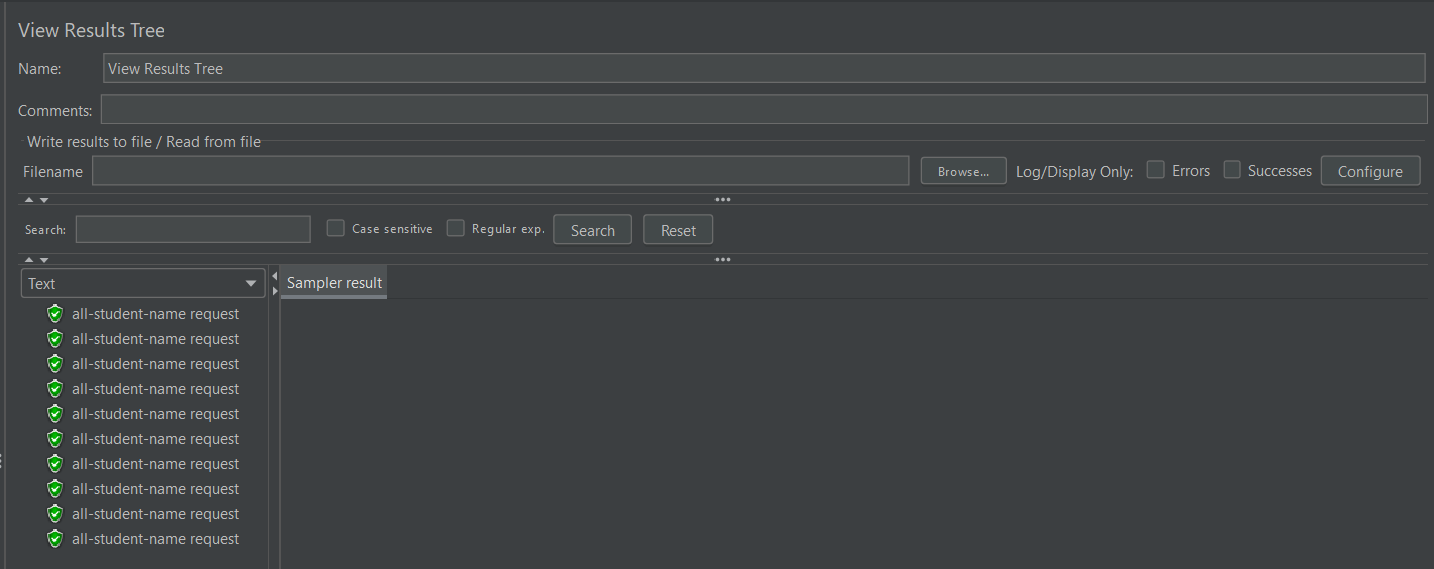 View Results Tree
Name: View Results Tree
Comments:
Write results to file / Read from file
Filename Browse... Log/Display Only: Errors Successes Configure
Search: Case sensitive Regular exp. Search Reset
Text Sampler result
all-student-name request
all-student-name request
all-student-name request
all-student-name request
all-student-name request
all-student-name request
all-student-name request
all-student-name request
all-student-name request
all-student-name request